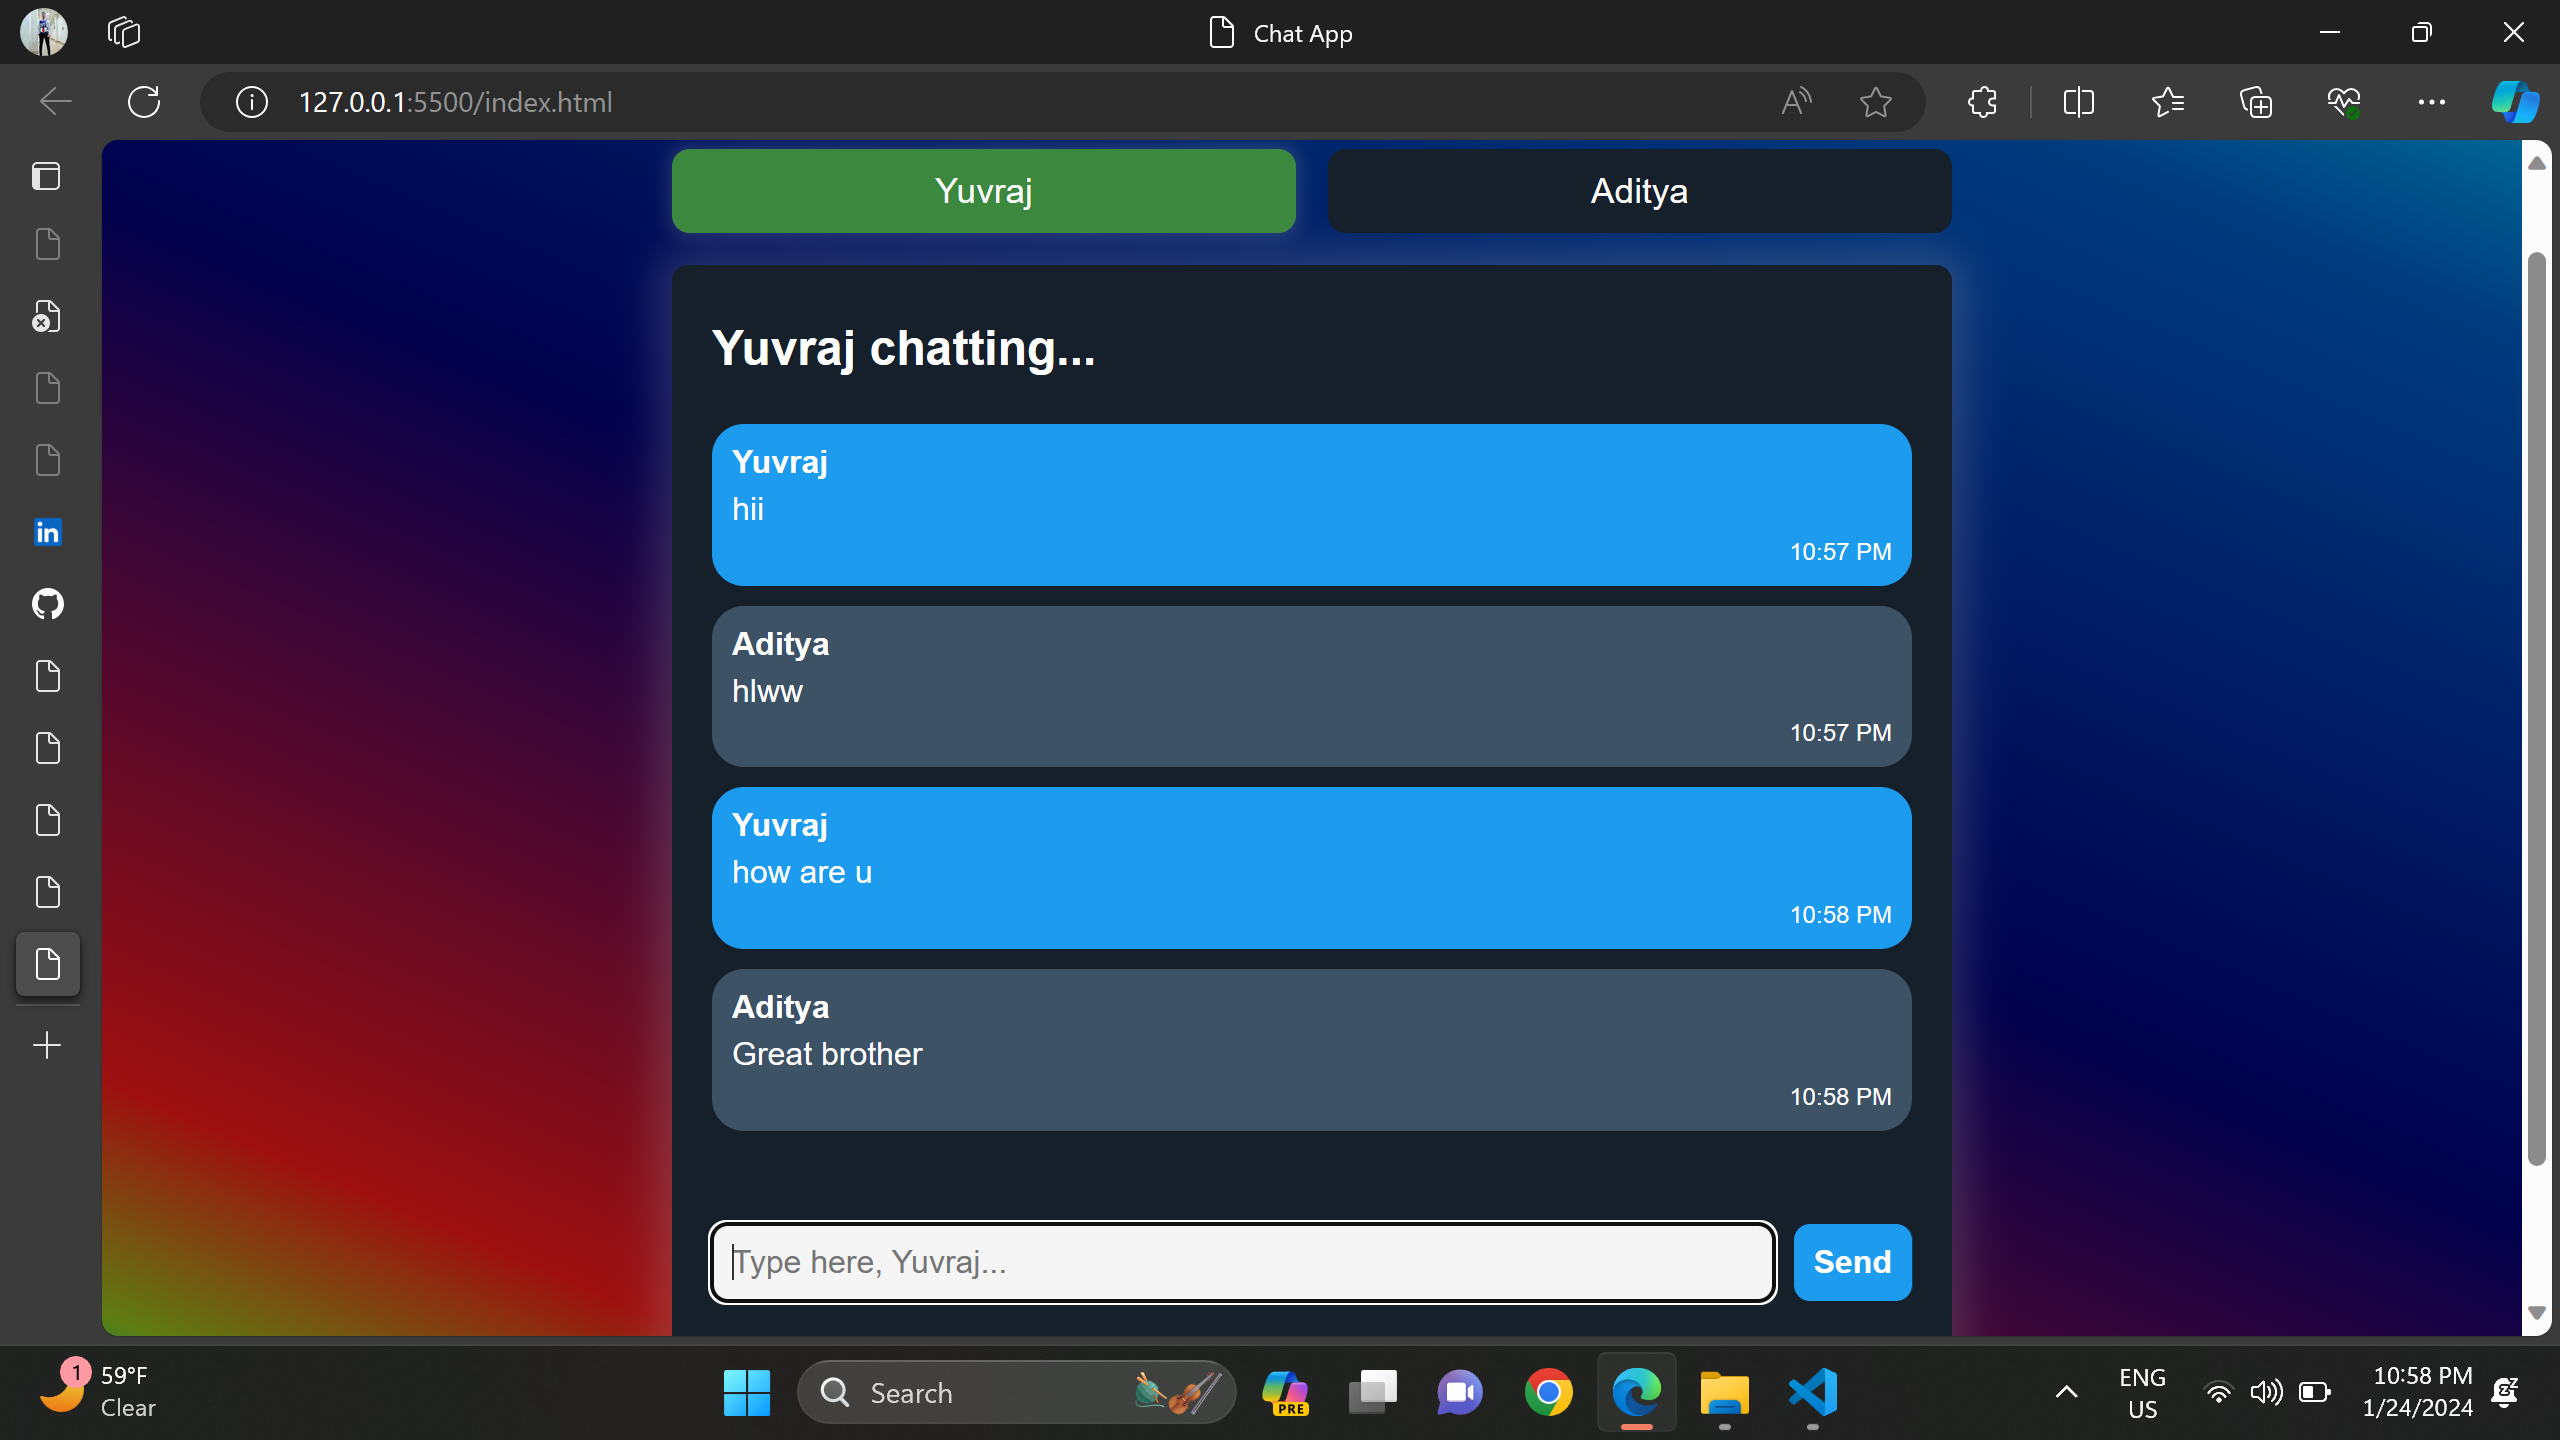 Chat App
127.0.0.1:5500/index.html
Yuvraj
Aditya
Yuvraj chatting...
Yuvraj
hii
10:57 PM
Aditya
hlww
10:57 PM
Yuvraj
how are u
10:58 PM
Aditya
Great brother
10:58 PM
Type here, Yuvraj...
Send
in
1
59°F
Clear
Search
PRE
ENG
US
10:58 PM
1/24/2024